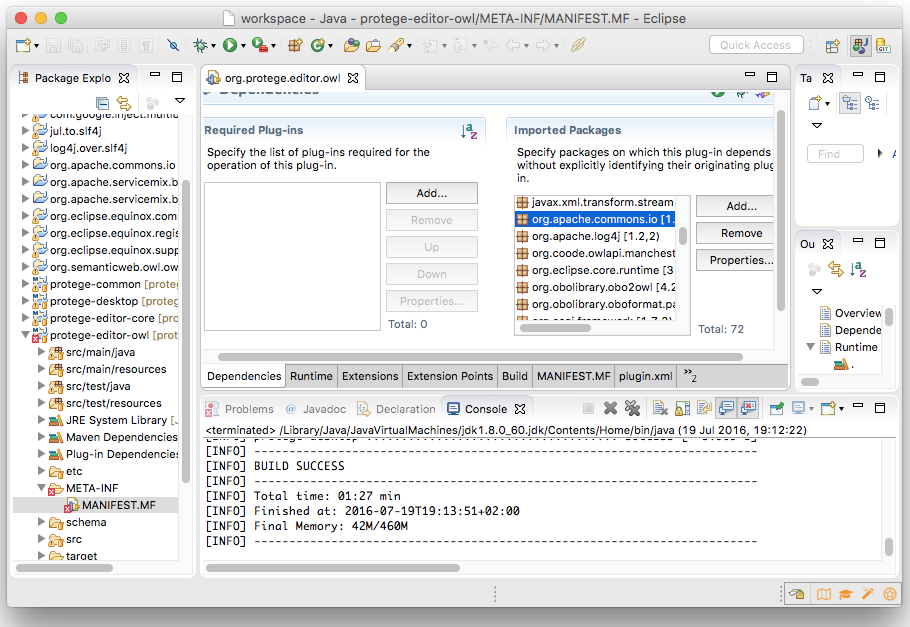 workspace - Java - protege-editor-owl/META-INF/MANIFEST.MF - Eclipse
Quick Access
GIT
Package Explo
com.google.inject.multib
jul.to.slf4j
log4j.over.slf4j
org.apache.commons.io
org.apache.servicemix.b
org.apache.servicemix.b
org.eclipse.equinox.com
org.eclipse.equinox.regis
org.eclipse.equinox.supp
org.semanticweb.owl.ow
protege-common [proteg
protege-desktop [proteg
protege-editor-core [prot
protege-editor-owl [prot
src/main/java
src/main/resources
src/test/java
src/test/resources
JRE System Library [J
Maven Dependencies
Plug-in Dependencies
etc
META-INF
MANIFEST.MF
schema
src
target
org.protege.editor.owl
Dependencies
Required Plug-ins
Specify the list of plug-ins required for the
operation of this plug-in.
Add...
Remove
Up
Down
Properties...
Total: 0
Imported Packages
Specify packages on which this plug-in depends
without explicitly identifying their originating plug
in.
javax.xml.transform.stream
org.apache.commons.io [1.
org.apache.log4j [1.2,2)
org.coode.owlapi.manchest
org.eclipse.core.runtime [3
org.obolibrary.obo2owl [4.2
org.obolibrary.oboformat.pa
Add...
Remove
Properties...
Total: 72
Dependencies Runtime Extensions Extension Points Build MANIFEST.MF plugin.xml »2
Problems @ Javadoc Declaration Console
<terminated> /Library/Java/JavaVirtualMachines/jdk1.8.0_60.jdk/Contents/Home/bin/java (19 Jul 2016, 19:12:22)
[INFO] ------------------------------------------------------------------------
[INFO] BUILD SUCCESS
[INFO] ------------------------------------------------------------------------
[INFO] Total time: 01:27 min
[INFO] Finished at: 2016-07-19T19:13:51+02:00
[INFO] Final Memory: 42M/460M
[INFO] ------------------------------------------------------------------------
Ta
Find
Ou
Overview
Depende
Runtime
.